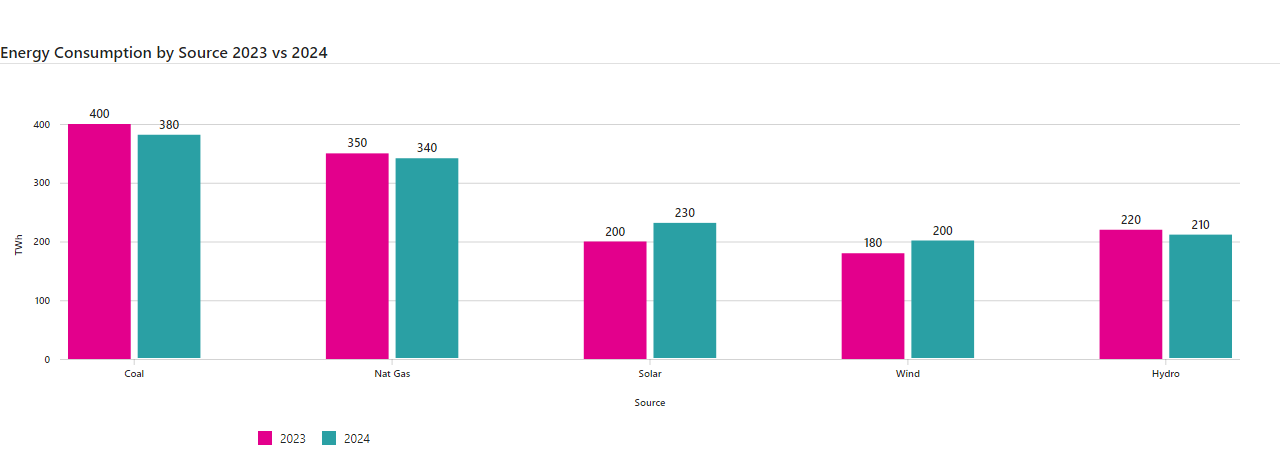 Energy Consumption by Source 2023 vs 2024
TWh
400
300
200
100
0
400
380
350
340
200
230
180
200
220
210
Coal
Nat Gas
Solar
Wind
Hydro
Source
2023
2024